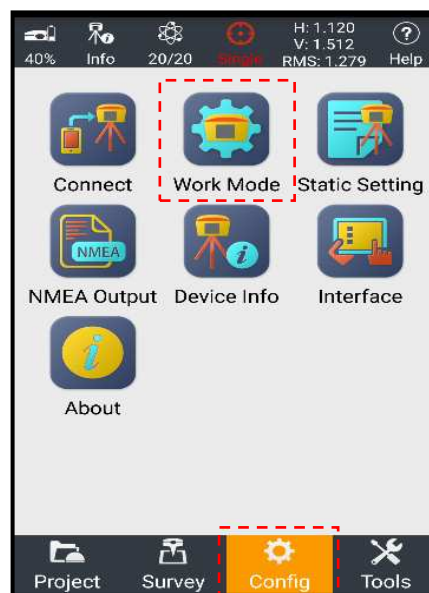 H: 1.120
V: 1.512
RMS: 1.279
40% Info 20/20 Single Help
Connect Work Mode Static Setting
NMEA
NMEA Output Device Info Interface
About
Project Survey Config Tools